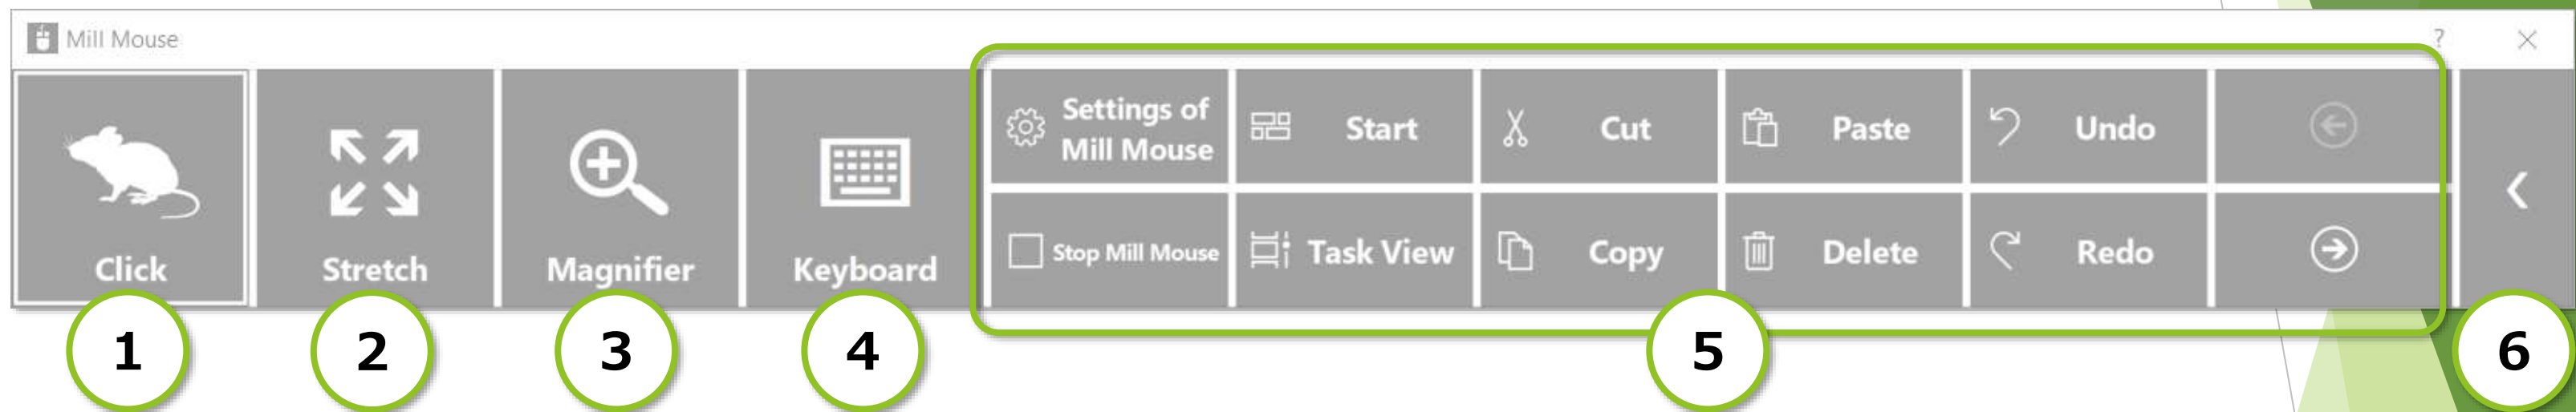 Mill Mouse
?
Click
Stretch
Magnifier
Keyboard
Settings of
Mill Mouse
Start
Cut
Paste
Undo
Stop Mill Mouse
Task View
Copy
Delete
Redo
1
2
3
4
5
6